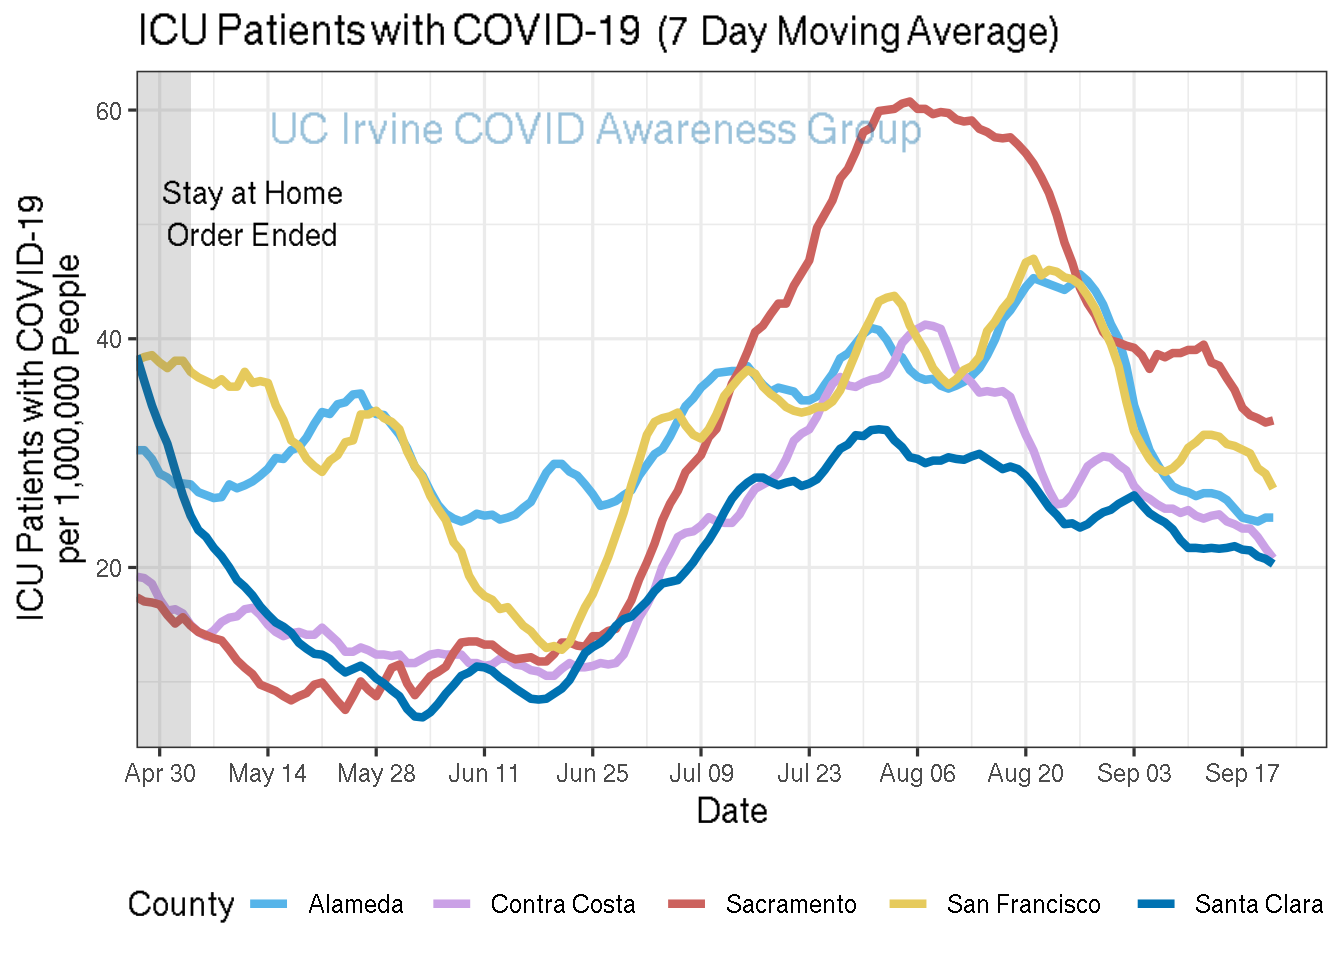 ICU Patients with COVID-19 (7 Day Moving Average)
UC Irvine COVID Awareness Group
Stay at Home
Order Ended
ICU Patients with COVID-19
per 1,000,000 People
60
40
20
Apr 30 May 14 May 28 Jun 11 Jun 25 Jul 09 Jul 23 Aug 06 Aug 20 Sep 03 Sep 17
Date
County Alameda Contra Costa Sacramento San Francisco Santa Clara